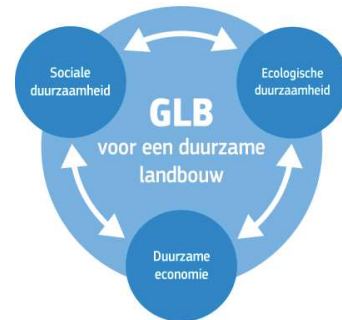 Sociale
duurzaamheid
Ecologische
duurzaamheid
GLB
voor een duurzame
landbouw
Duurzame
economie